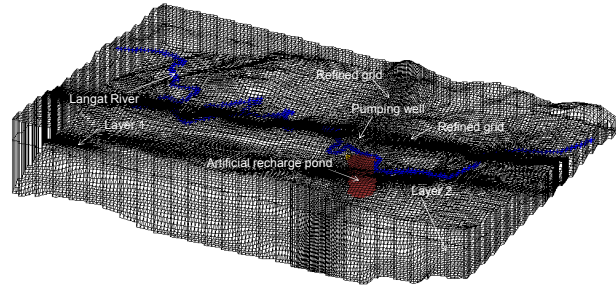 Refined grid
Langat River
Pumping well
Layer 1
Refined grid
Artificial recharge pond
Layer 2